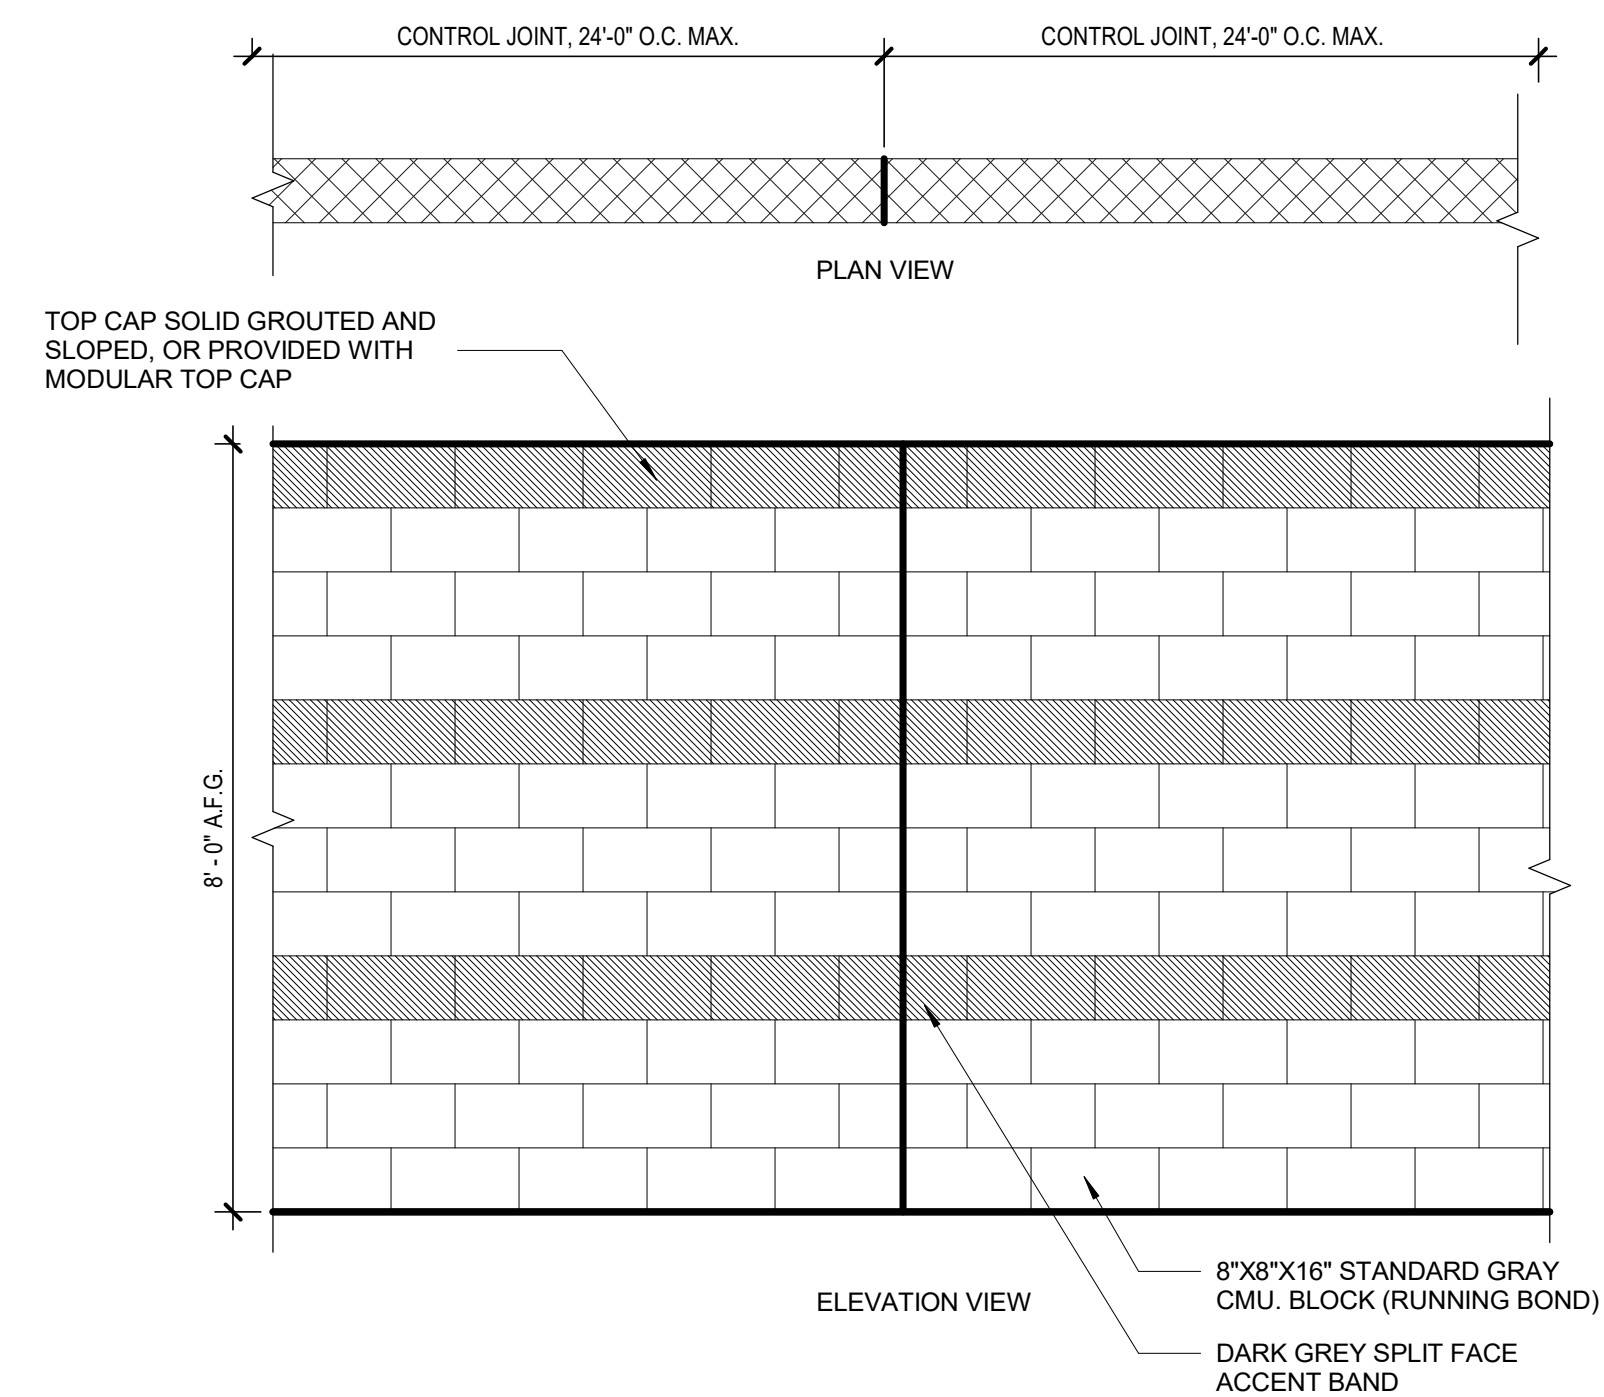 CONTROL JOINT, 24'-0" O.C. MAX.
CONTROL JOINT, 24'-0" O.C. MAX.
PLAN VIEW
TOP CAP SOLID GROUTED AND
SLOPED, OR PROVIDED WITH
MODULAR TOP CAP
8' - 0" A.F.G.
8"X8"X16" STANDARD GRAY
CMU. BLOCK (RUNNING BOND)
ELEVATION VIEW
DARK GREY SPLIT FACE
ACCENT BAND